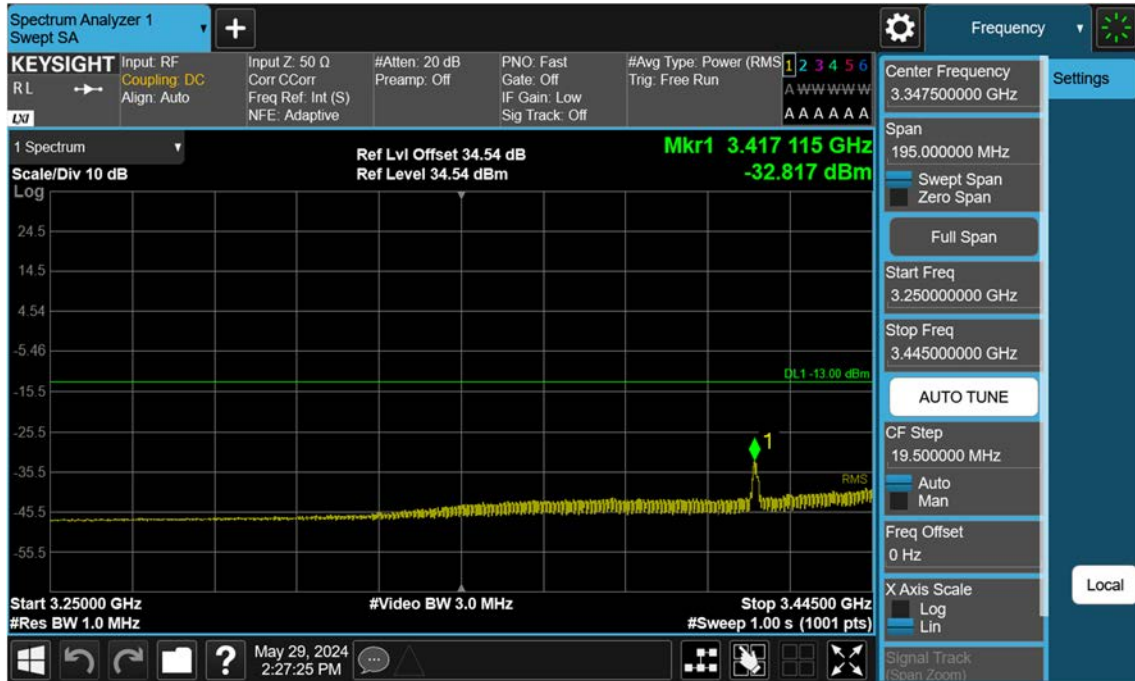 Spectrum Analyzer 1
Swept SA
+
Frequency
KEYSIGHT
R L
LXI
Input: RF
Coupling: DC
Align: Auto
Input Z: 50 Ω
Corr CCorr
Freq Ref: Int (S)
NFE: Adaptive
#Atten: 20 dB
Preamp: Off
PNO: Fast
Gate: Off
IF Gain: Low
Sig Track: Off
#Avg Type: Power (RMS
Trig: Free Run
1 2 3 4 5 6
A W W W W W
A A A A A A
1 Spectrum
Scale/Div 10 dB
Log
Ref Lvl Offset 34.54 dB
Ref Level 34.54 dBm
Mkr1 3.417 115 GHz
-32.817 dBm
24.5
14.5
4.54
-5.46
DL1 -13.00 dBm
-15.5
-25.5
1
-35.5
RMS
-45.5
-55.5
Start 3.25000 GHz
#Video BW 3.0 MHz
Stop 3.44500 GHz
#Res BW 1.0 MHz
#Sweep 1.00 s (1001 pts)
Center Frequency
3.347500000 GHz
Settings
Span
195.000000 MHz
Swept Span
Zero Span
Full Span
Start Freq
3.250000000 GHz
Stop Freq
3.445000000 GHz
AUTO TUNE
CF Step
19.500000 MHz
Auto
Man
Freq Offset
0 Hz
X Axis Scale
Log
Lin
Local
Signal Track
(Span Zoom)
?
May 29, 2024
2:27:25 PM